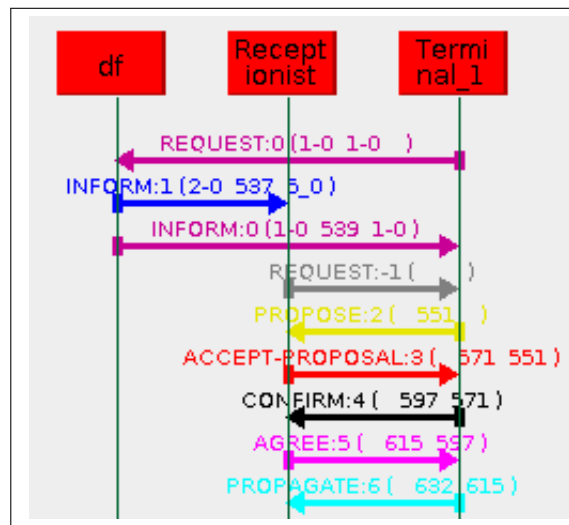 df
Recept
ionist
Termi
nal_1
REQUEST:0 (1-0 1-0 )
INFORM:1 (2-0 537 5_0)
INFORM:0 (1-0 539 1-0)
REQUEST:-1 ( )
PROPOSE:2 ( 551 )
ACCEPT-PROPOSAL:3 ( 571 551)
CONFIRM:4 ( 597 571)
AGREE:5 ( 615 597)
PROPAGATE:6 ( 632 615)